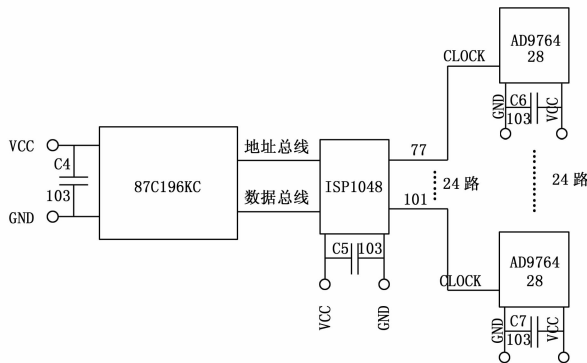 AD9764
28
CLOCK
GND
C6
103
VCC
VCC
C4
103
GND
87C196KC
地址总线
数据总线
ISP1048
77
101
24 路
24 路
C5
103
VCC
GND
AD9764
28
CLOCK
GND
C7
103
VCC